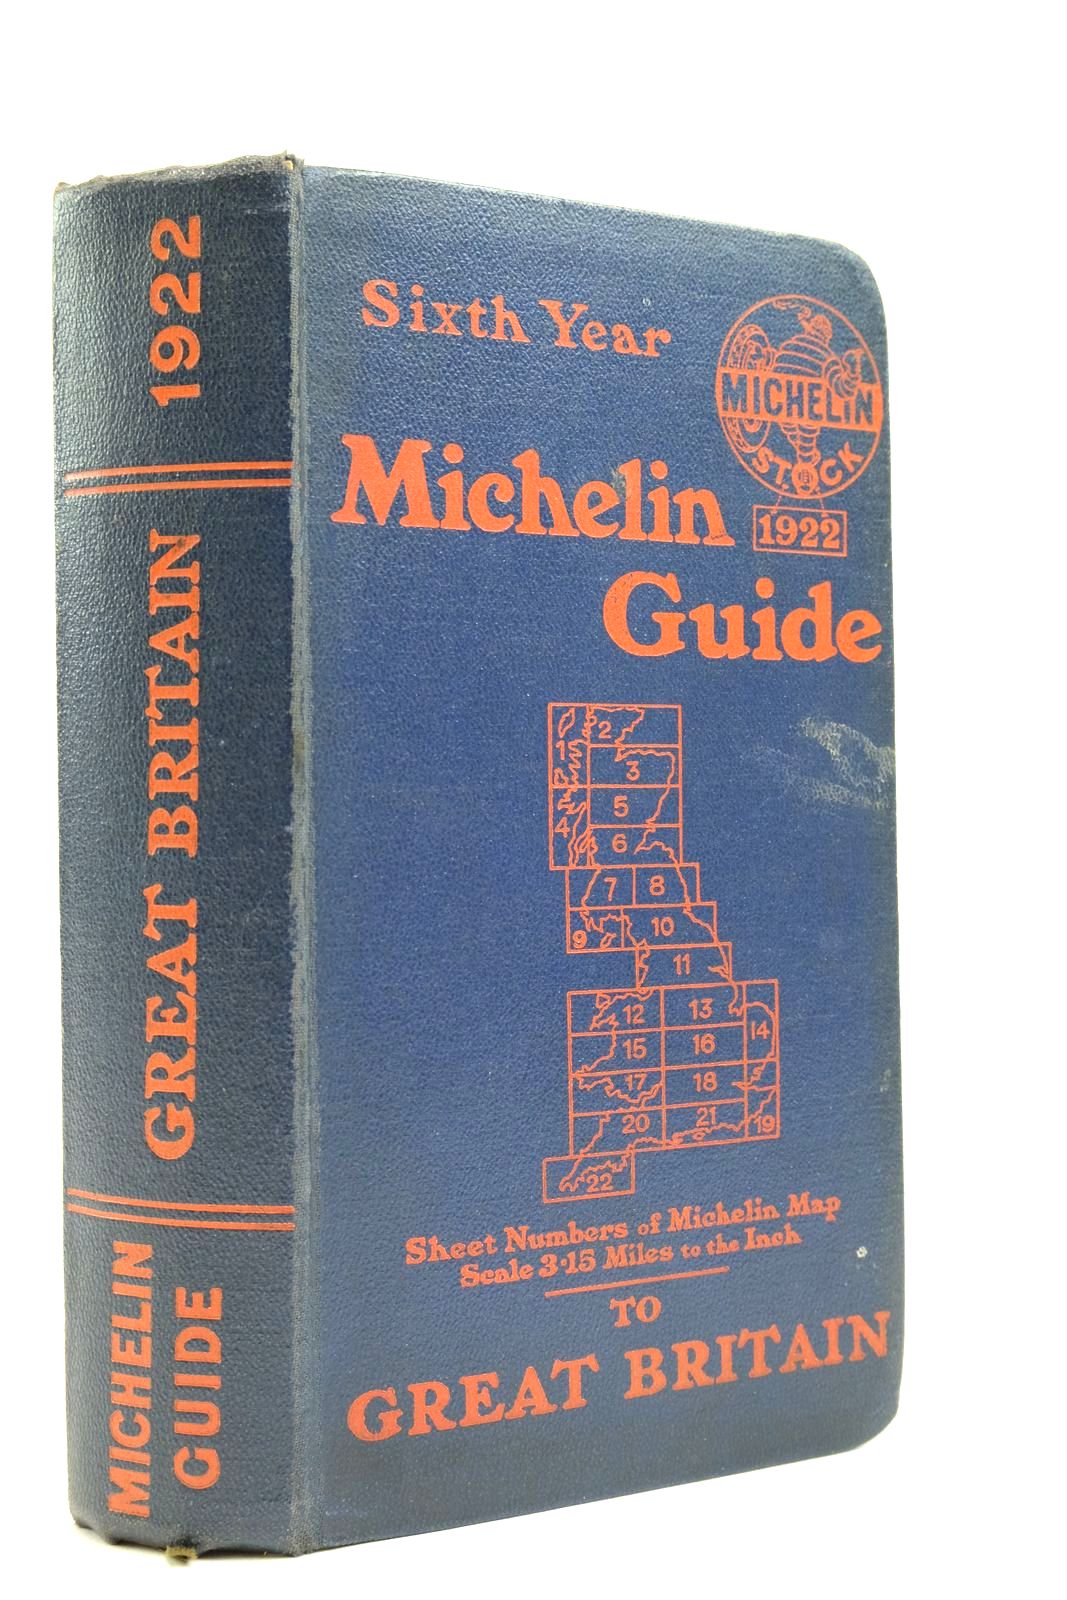 MICHELIN
GUIDE
GREAT BRITAIN
1922
Sixth Year
MICHELIN
STOCK
1922
Michelin
Guide
1
2
3
4
5
6
7
8
9
10
11
12
13
14
15
16
17
18
19
20
21
22
Sheet Numbers of Michelin Map
Scale 3·15 Miles to the Inch
TO
GREAT BRITAIN